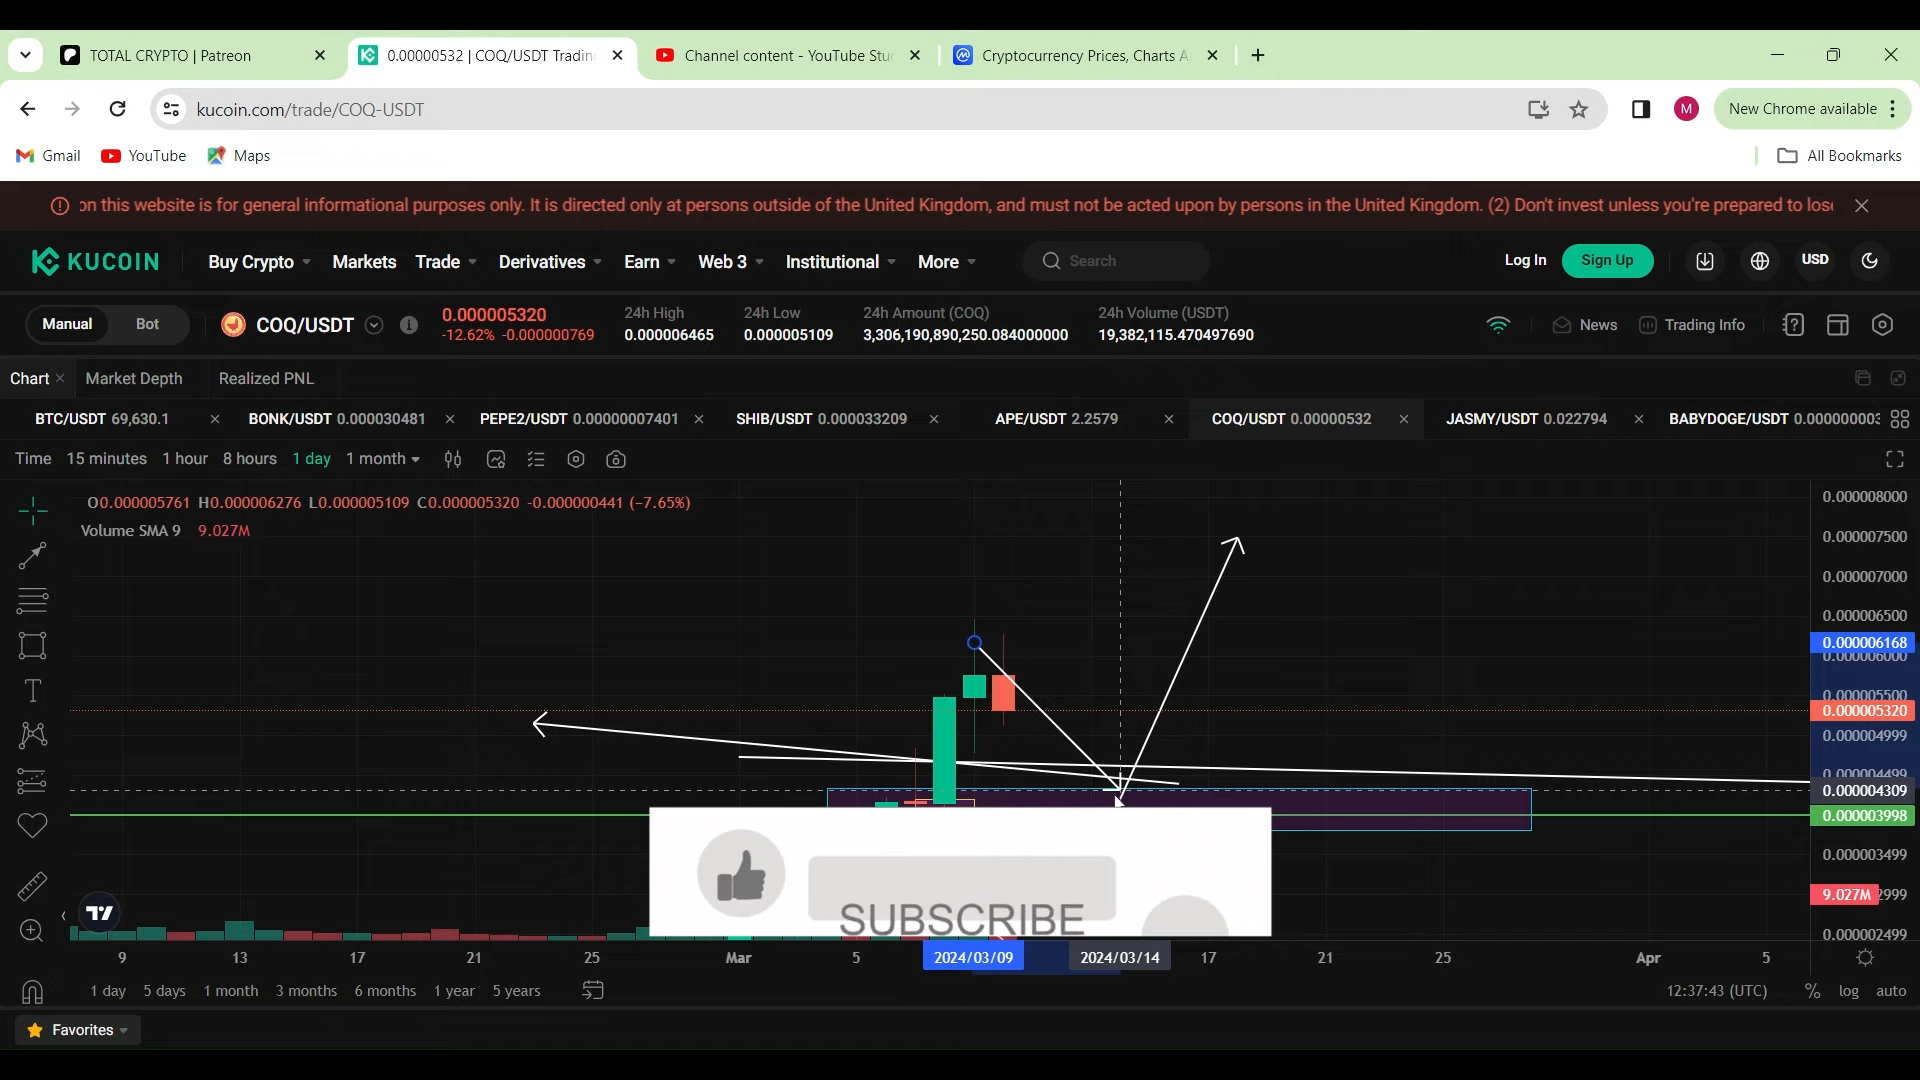 TOTAL CRYPTO | Patreon
0.00000532 | COQ/USDT Tradin
Channel content - YouTube Stu
Cryptocurrency Prices, Charts A
kucoin.com/trade/COQ-USDT
M
New Chrome available
Gmail
YouTube
Maps
All Bookmarks
on this website is for general informational purposes only. It is directed only at persons outside of the United Kingdom, and must not be acted upon by persons in the United Kingdom. (2) Don't invest unless you're prepared to lose
KUCOIN
Buy Crypto
Markets
Trade
Derivatives
Earn
Web 3
Institutional
More
Search
Log In
Sign Up
USD
Manual
Bot
COQ/USDT
0.000005320
-12.62% -0.000000769
24h High
0.000006465
24h Low
0.000005109
24h Amount (COQ)
3,306,190,890,250.084000000
24h Volume (USDT)
19,382,115.470497690
News
Trading Info
Chart
Market Depth
Realized PNL
BTC/USDT 69,630.1
BONK/USDT 0.000030481
PEPE2/USDT 0.00000007401
SHIB/USDT 0.000033209
APE/USDT 2.2579
COQ/USDT 0.00000532
JASMY/USDT 0.022794
BABYDOGE/USDT 0.000000003
Time
15 minutes
1 hour
8 hours
1 day
1 month
O0.000005761 H0.000006276 L0.000005109 C0.000005320 -0.000000441 (-7.65%)
Volume SMA 9 9.027M
0.000008000
0.000007500
0.000007000
0.000006500
0.000006168
0.000006000
0.000005500
0.000005320
0.000004999
0.000004499
0.000004309
0.000003998
0.000003499
9.027M
2999
0.000002499
SUBSCRIBE
9
13
17
21
25
Mar
5
2024/03/09
2024/03/14
17
21
25
Apr
5
1 day
5 days
1 month
3 months
6 months
1 year
5 years
12:37:43 (UTC)
%
log
auto
Favorites